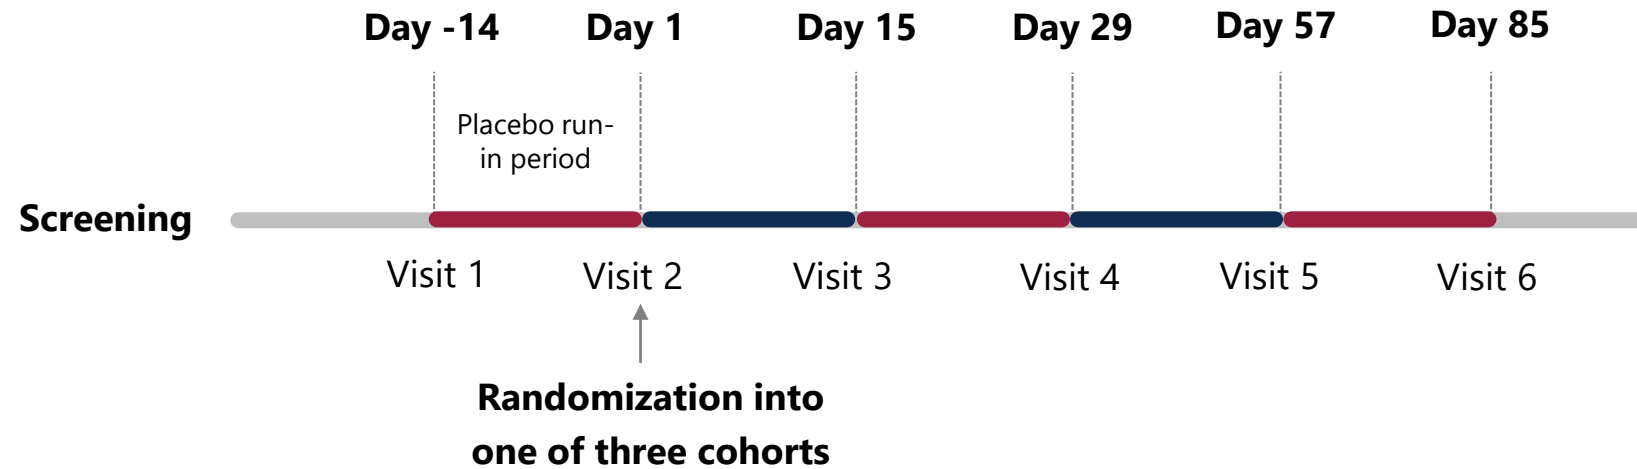 Day -14 Day 1 Day 15 Day 29 Day 57 Day 85
Placebo run-
in period
Screening
Visit 1 Visit 2 Visit 3 Visit 4 Visit 5 Visit 6
Randomization into
one of three cohorts